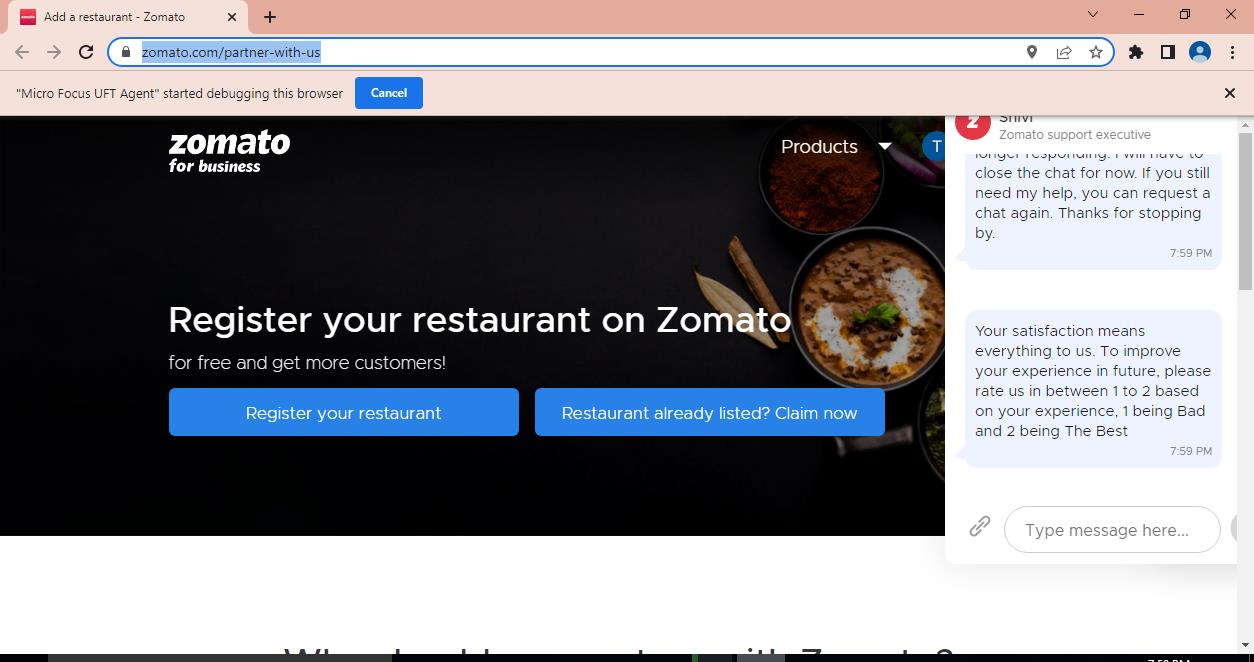 Add a restaurant - Zomato
zomato.com/partner-with-us
"Micro Focus UFT Agent" started debugging this browser
Cancel
zomato
for business
Products
T
Register your restaurant on Zomato
for free and get more customers!
Register your restaurant
Restaurant already listed? Claim now
z
Shivi
Zomato support executive
longer responding. I will have to
close the chat for now. If you still
need my help, you can request a
chat again. Thanks for stopping
by.
7:59 PM
Your satisfaction means
everything to us. To improve
your experience in future, please
rate us in between 1 to 2 based
on your experience, 1 being Bad
and 2 being The Best
7:59 PM
Type message here...